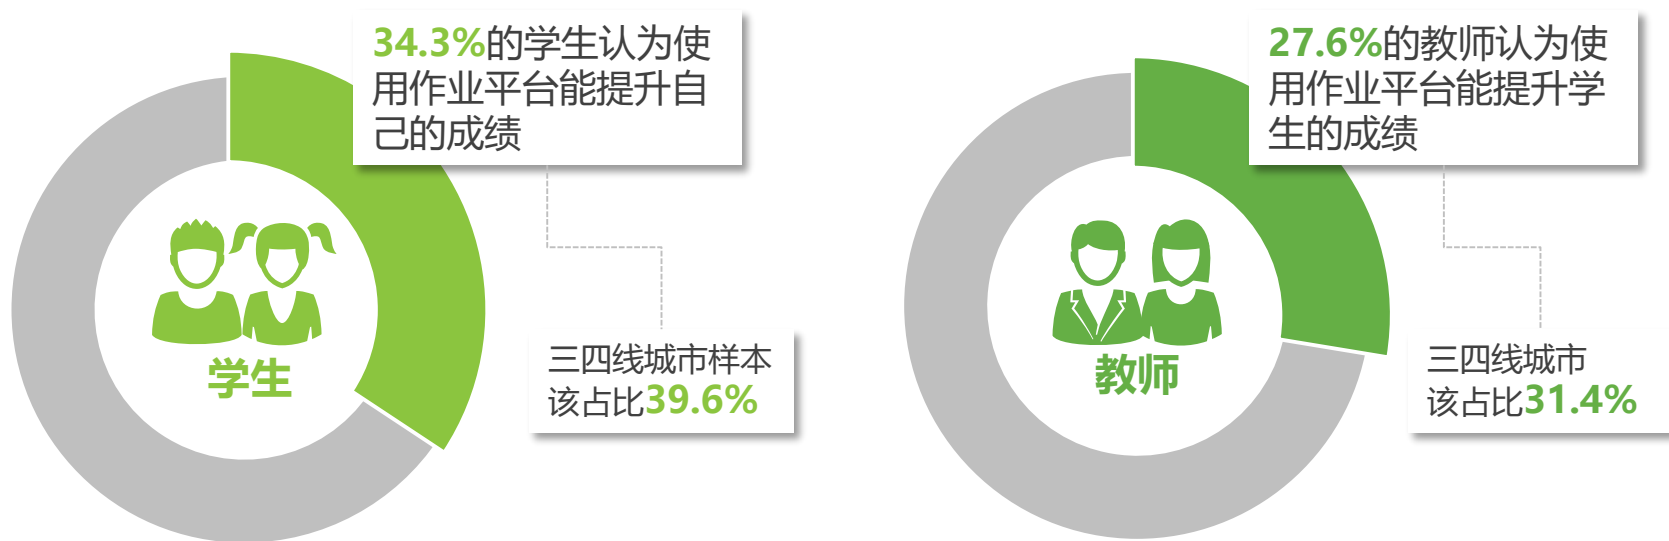 34.3%的学生认为使
用作业平台能提升自
己的成绩
学生
三四线城市样本
该占比39.6%
27.6%的教师认为使
用作业平台能提升学
生的成绩
教师
三四线城市
该占比31.4%